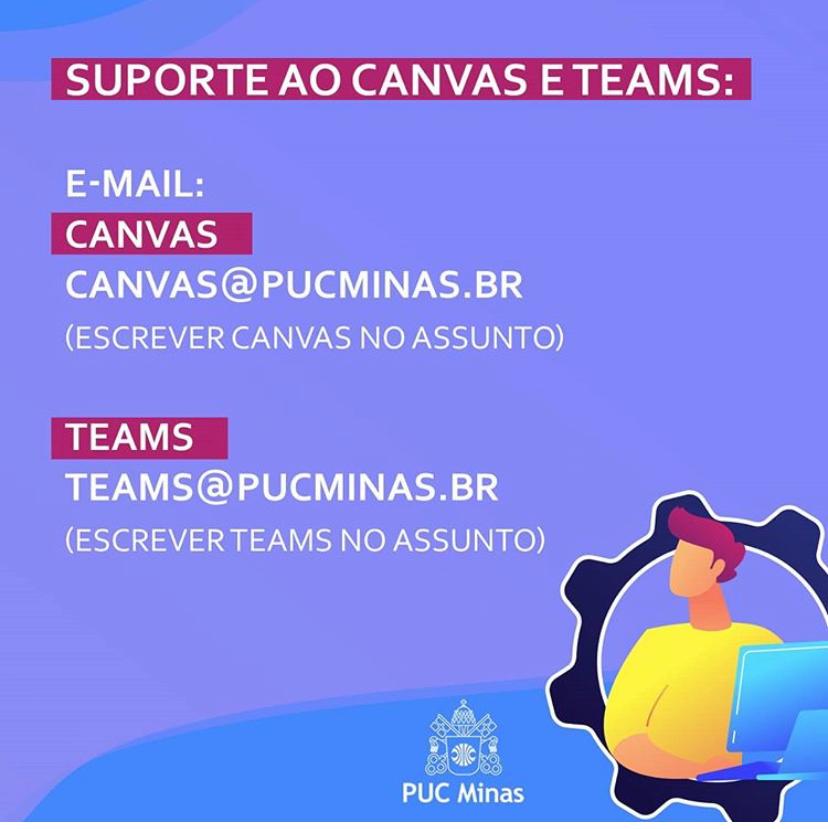 SUPORTE AO CANVAS E TEAMS:
E-MAIL:
CANVAS
CANVAS@PUCMINAS.BR
(ESCREVER CANVAS NO ASSUNTO)
TEAMS
TEAMS@PUCMINAS.BR
(ESCREVER TEAMS NO ASSUNTO)
PUC Minas